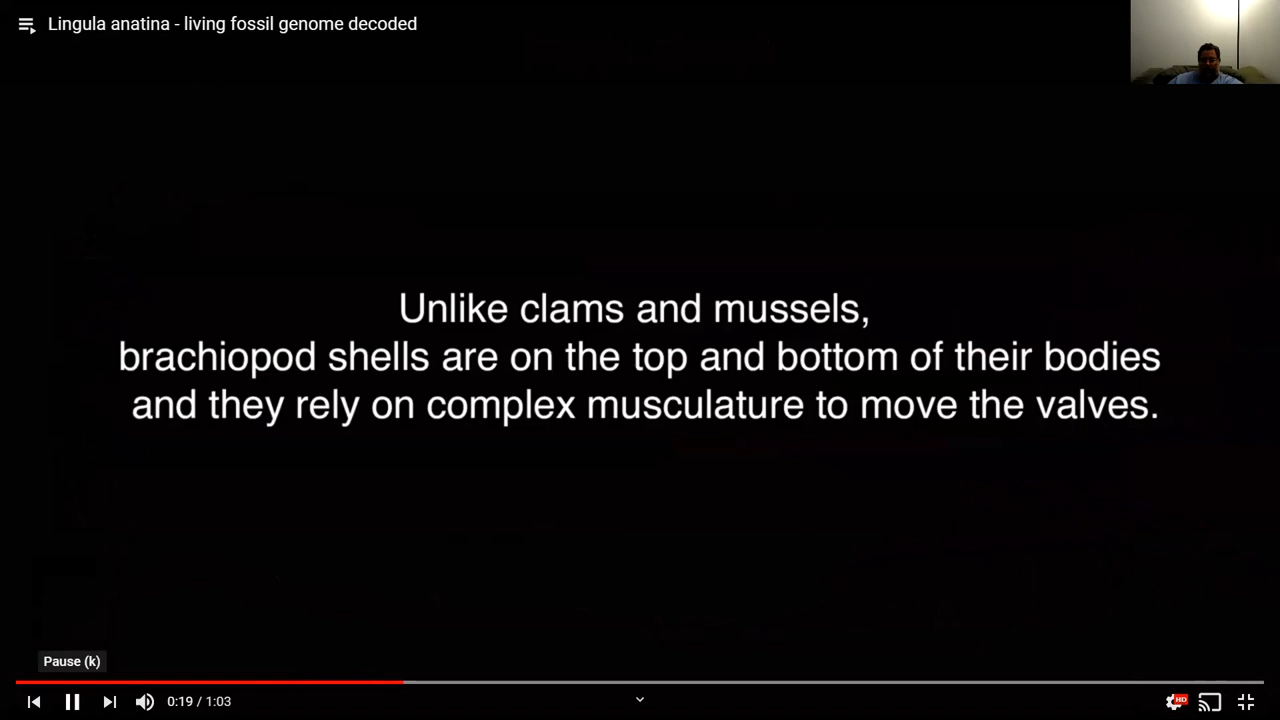 Lingula anatina - living fossil genome decoded
Unlike clams and mussels,
brachiopod shells are on the top and bottom of their bodies
and they rely on complex musculature to move the valves.
Pause (k)
0:19 / 1:03
HD